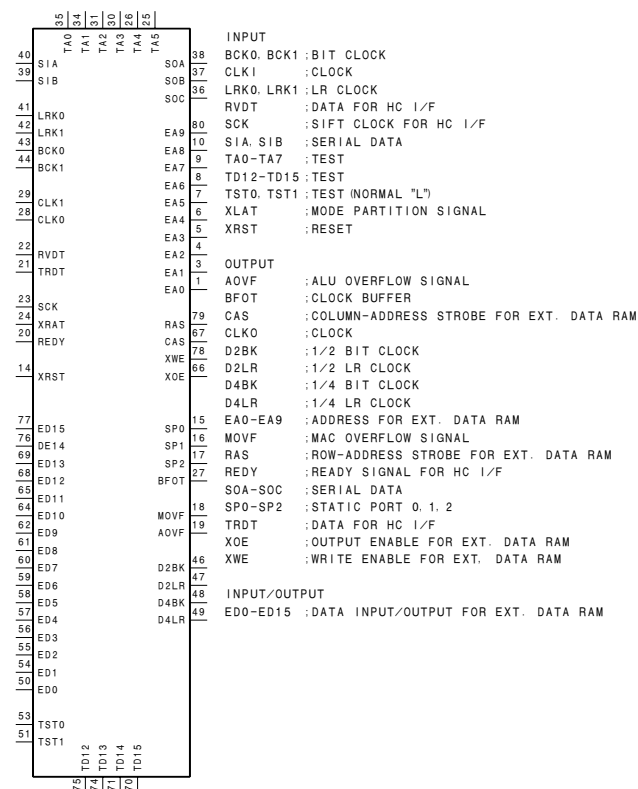 35 34 31 30 26 25
TA0 TA1 TA2 TA3 TA4 TA5
40 SIA SOA 38
39 SIB SOB 37
SOC 36
41 LRK0
42 LRK1 EA9 80
43 BCK0 EA8 10
44 BCK1 EA7 9
EA6 8
29 CLK1 EA5 7
28 CLK0 EA4 6
EA3 5
22 RVDT EA2 4
21 TRDT EA1 3
EA0 1
23 SCK
24 XRAT RAS 79
20 REDY CAS 67
XWE 78
14 XRST XOE 66
77 ED15 SP0 15
76 DE14 SP1 16
69 ED13 SP2 17
68 ED12 BFOT 27
65 ED11
64 ED10 MOVF 18
62 ED9 AOVF 19
61 ED8
60 ED7 D2BK 46
59 ED6 D2LR 47
58 ED5 D4BK 48
57 ED4 D4LR 49
56 ED3
55 ED2
54 ED1
50 ED0
53 TST0
51 TST1
TD12 TD13 TD14 TD15
75 74 71 70
INPUT
BCK0, BCK1 ;BIT CLOCK
CLKI ;CLOCK
LRK0, LRK1 ;LR CLOCK
RVDT ;DATA FOR HC I/F
SCK ;SIFT CLOCK FOR HC I/F
SIA, SIB ;SERIAL DATA
TA0-TA7 ;TEST
TD12-TD15 ;TEST
TST0, TST1 ;TEST (NORMAL "L")
XLAT ;MODE PARTITION SIGNAL
XRST ;RESET
OUTPUT
AOVF ;ALU OVERFLOW SIGNAL
BFOT ;CLOCK BUFFER
CAS ;COLUMN-ADDRESS STROBE FOR EXT. DATA RAM
CLKO ;CLOCK
D2BK ;1/2 BIT CLOCK
D2LR ;1/2 LR CLOCK
D4BK ;1/4 BIT CLOCK
D4LR ;1/4 LR CLOCK
EA0-EA9 ;ADDRESS FOR EXT. DATA RAM
MOVF ;MAC OVERFLOW SIGNAL
RAS ;ROW-ADDRESS STROBE FOR EXT. DATA RAM
REDY ;READY SIGNAL FOR HC I/F
SOA-SOC ;SERIAL DATA
SP0-SP2 ;STATIC PORT 0, 1, 2
TRDT ;DATA FOR HC I/F
XOE ;OUTPUT ENABLE FOR EXT. DATA RAM
XWE ;WRITE ENABLE FOR EXT, DATA RAM
INPUT/OUTPUT
ED0-ED15 ;DATA INPUT/OUTPUT FOR EXT. DATA RAM